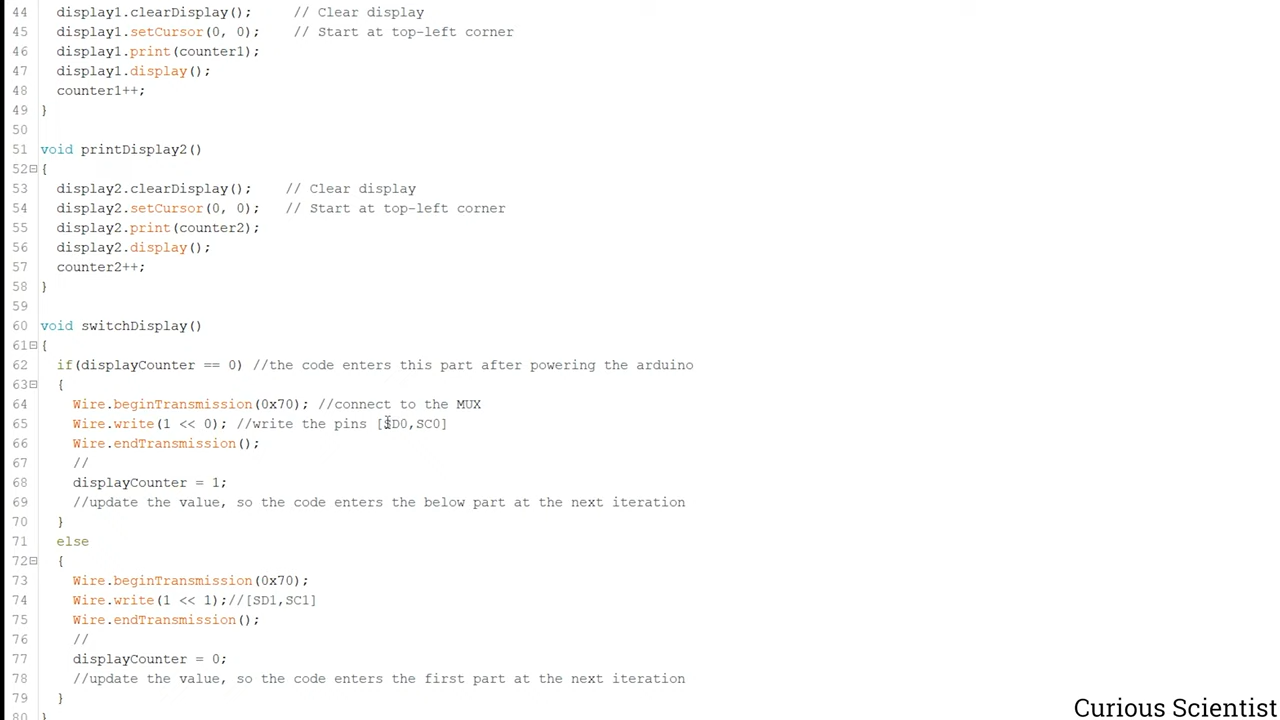 44 display1.clearDisplay(); // Clear display
45 display1.setCursor(0, 0); // Start at top-left corner
46 display1.print(counter1);
47 display1.display();
48 counter1++;
49 }
50
51 void printDisplay2()
52 {
53 display2.clearDisplay(); // Clear display
54 display2.setCursor(0, 0); // Start at top-left corner
55 display2.print(counter2);
56 display2.display();
57 counter2++;
58 }
59
60 void switchDisplay()
61 {
62 if(displayCounter == 0) //the code enters this part after powering the arduino
63 {
64 Wire.beginTransmission(0x70); //connect to the MUX
65 Wire.write(1 << 0); //write the pins [SD0,SC0]
66 Wire.endTransmission();
67 //
68 displayCounter = 1;
69 //update the value, so the code enters the below part at the next iteration
70 }
71 else
72 {
73 Wire.beginTransmission(0x70);
74 Wire.write(1 << 1);//[SD1,SC1]
75 Wire.endTransmission();
76 //
77 displayCounter = 0;
78 //update the value, so the code enters the first part at the next iteration
79 }
80 }
Curious Scientist